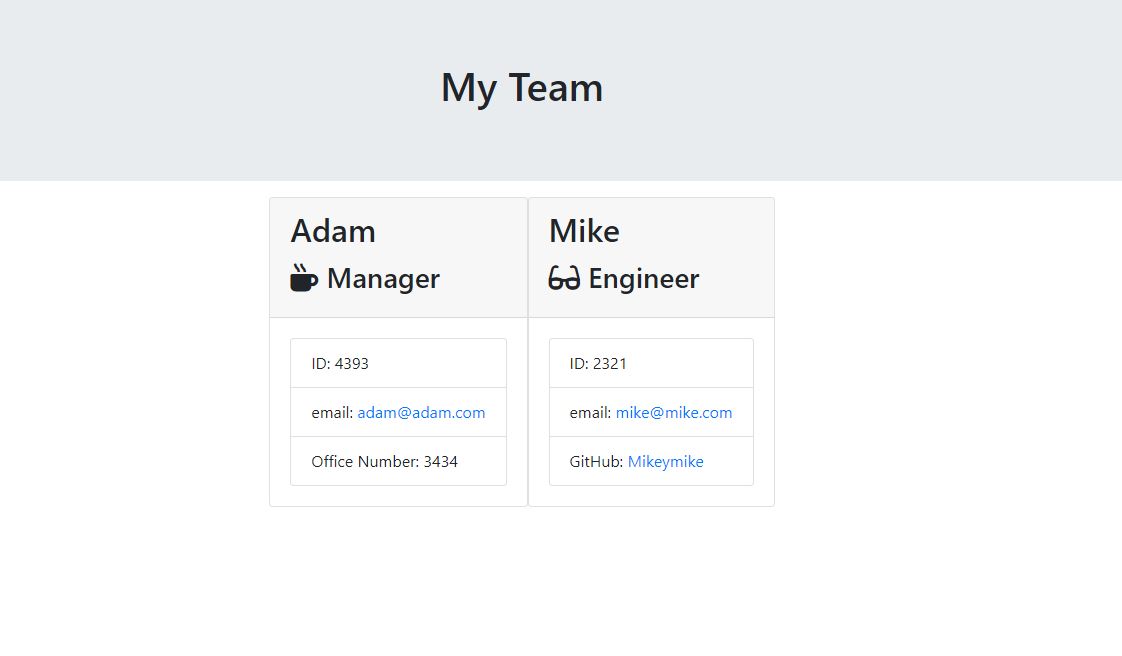 My Team
Adam
Manager
ID: 4393
email: adam@adam.com
Office Number: 3434
Mike
Engineer
ID: 2321
email: mike@mike.com
GitHub: Mikeymike